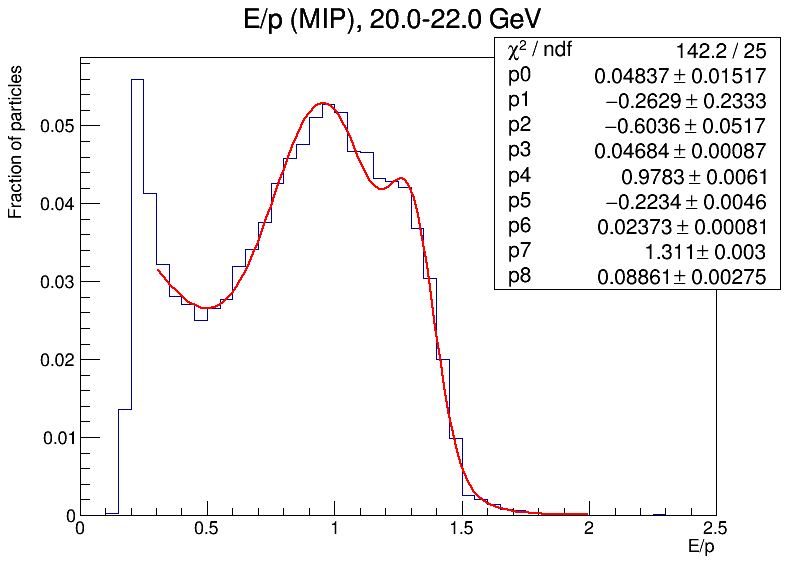 E/p (MIP), 20.0-22.0 GeV
χ² / ndf 142.2 / 25
p0 0.04837 ± 0.01517
p1 −0.2629 ± 0.2333
p2 −0.6036 ± 0.0517
p3 0.04684 ± 0.00087
p4 0.9783 ± 0.0061
p5 −0.2234 ± 0.0046
p6 0.02373 ± 0.00081
p7 1.311 ± 0.003
p8 0.08861 ± 0.00275
Fraction of particles
0.05
0.04
0.03
0.02
0.01
0
0 0.5 1 1.5 2 2.5
E/p